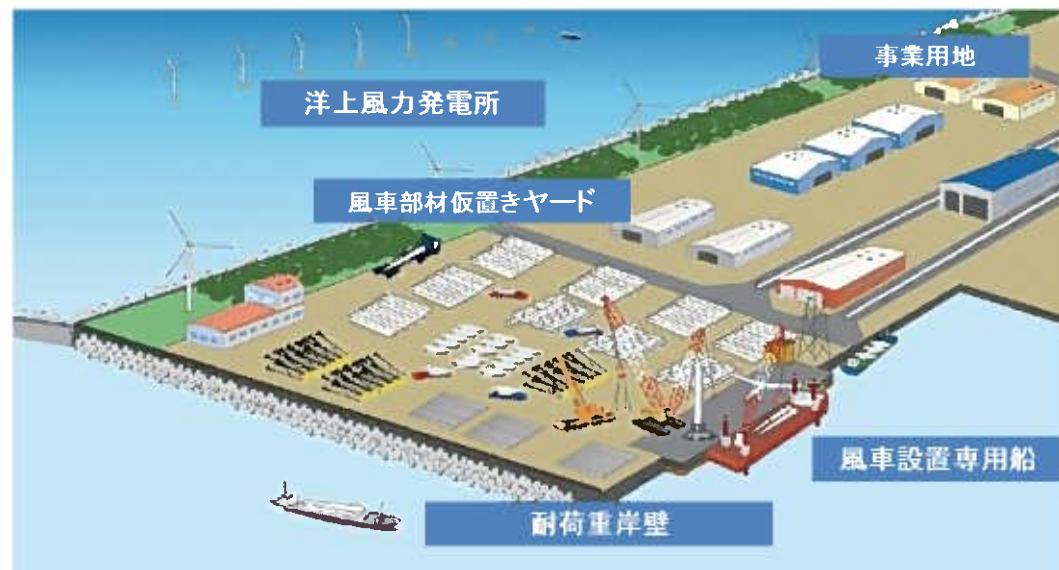 事業用地
洋上風力発電所
風車部材仮置きヤード
風車設置専用船
耐荷重岸壁